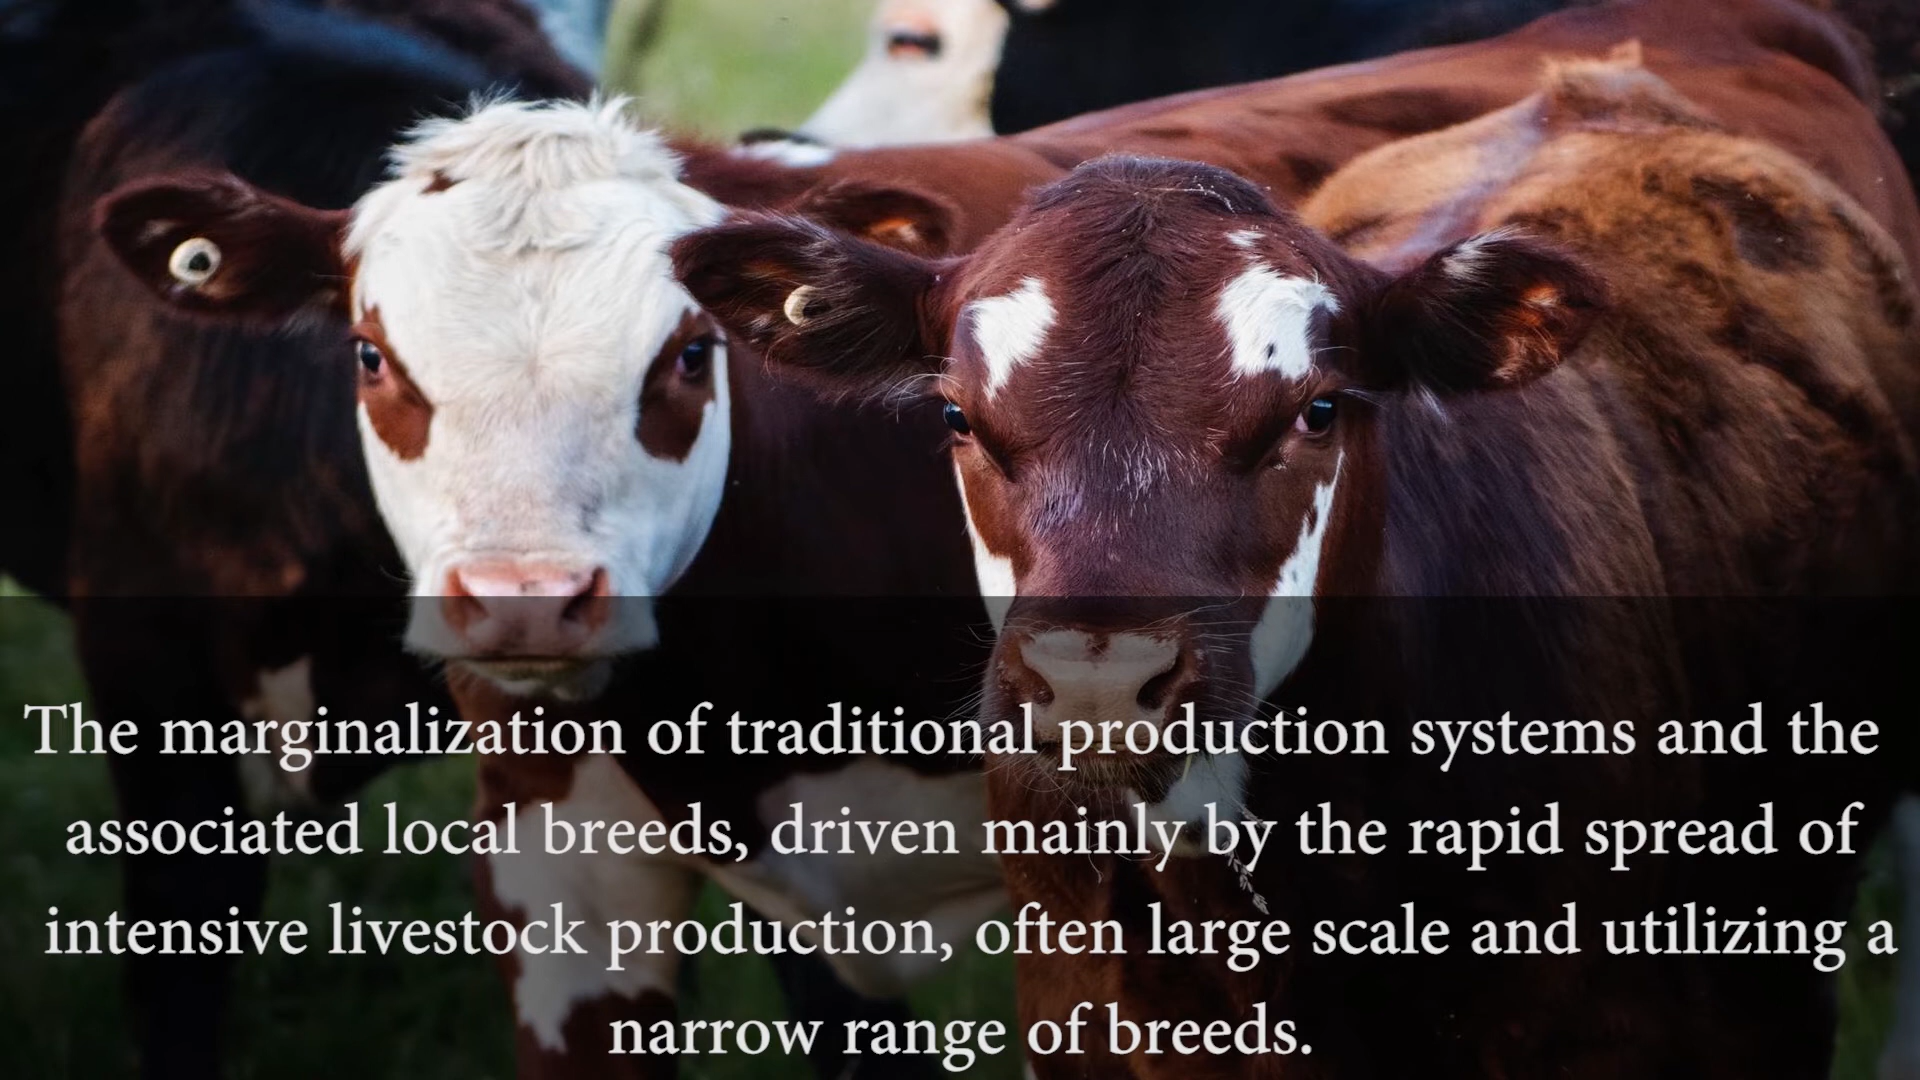 The marginalization of traditional production systems and the
associated local breeds, driven mainly by the rapid spread of
intensive livestock production, often large scale and utilizing a
narrow range of breeds.